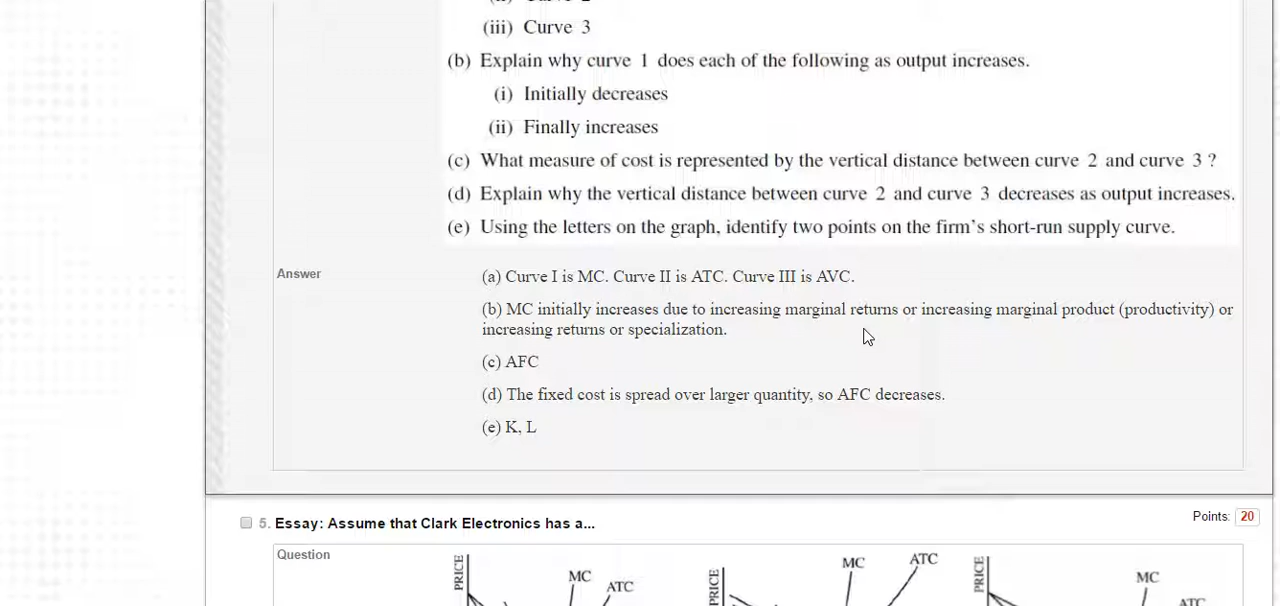 (iii) Curve 3
(b) Explain why curve 1 does each of the following as output increases.
(i) Initially decreases
(ii) Finally increases
(c) What measure of cost is represented by the vertical distance between curve 2 and curve 3 ?
(d) Explain why the vertical distance between curve 2 and curve 3 decreases as output increases.
(e) Using the letters on the graph, identify two points on the firm's short-run supply curve.
Answer
(a) Curve I is MC. Curve II is ATC. Curve III is AVC.
(b) MC initially increases due to increasing marginal returns or increasing marginal product (productivity) or
increasing returns or specialization.
(c) AFC
(d) The fixed cost is spread over larger quantity, so AFC decreases.
(e) K, L
5. Essay: Assume that Clark Electronics has a...
Points: 20
Question
PRICE
MC
ATC
PRICE
MC
ATC
PRICE
MC
ATC